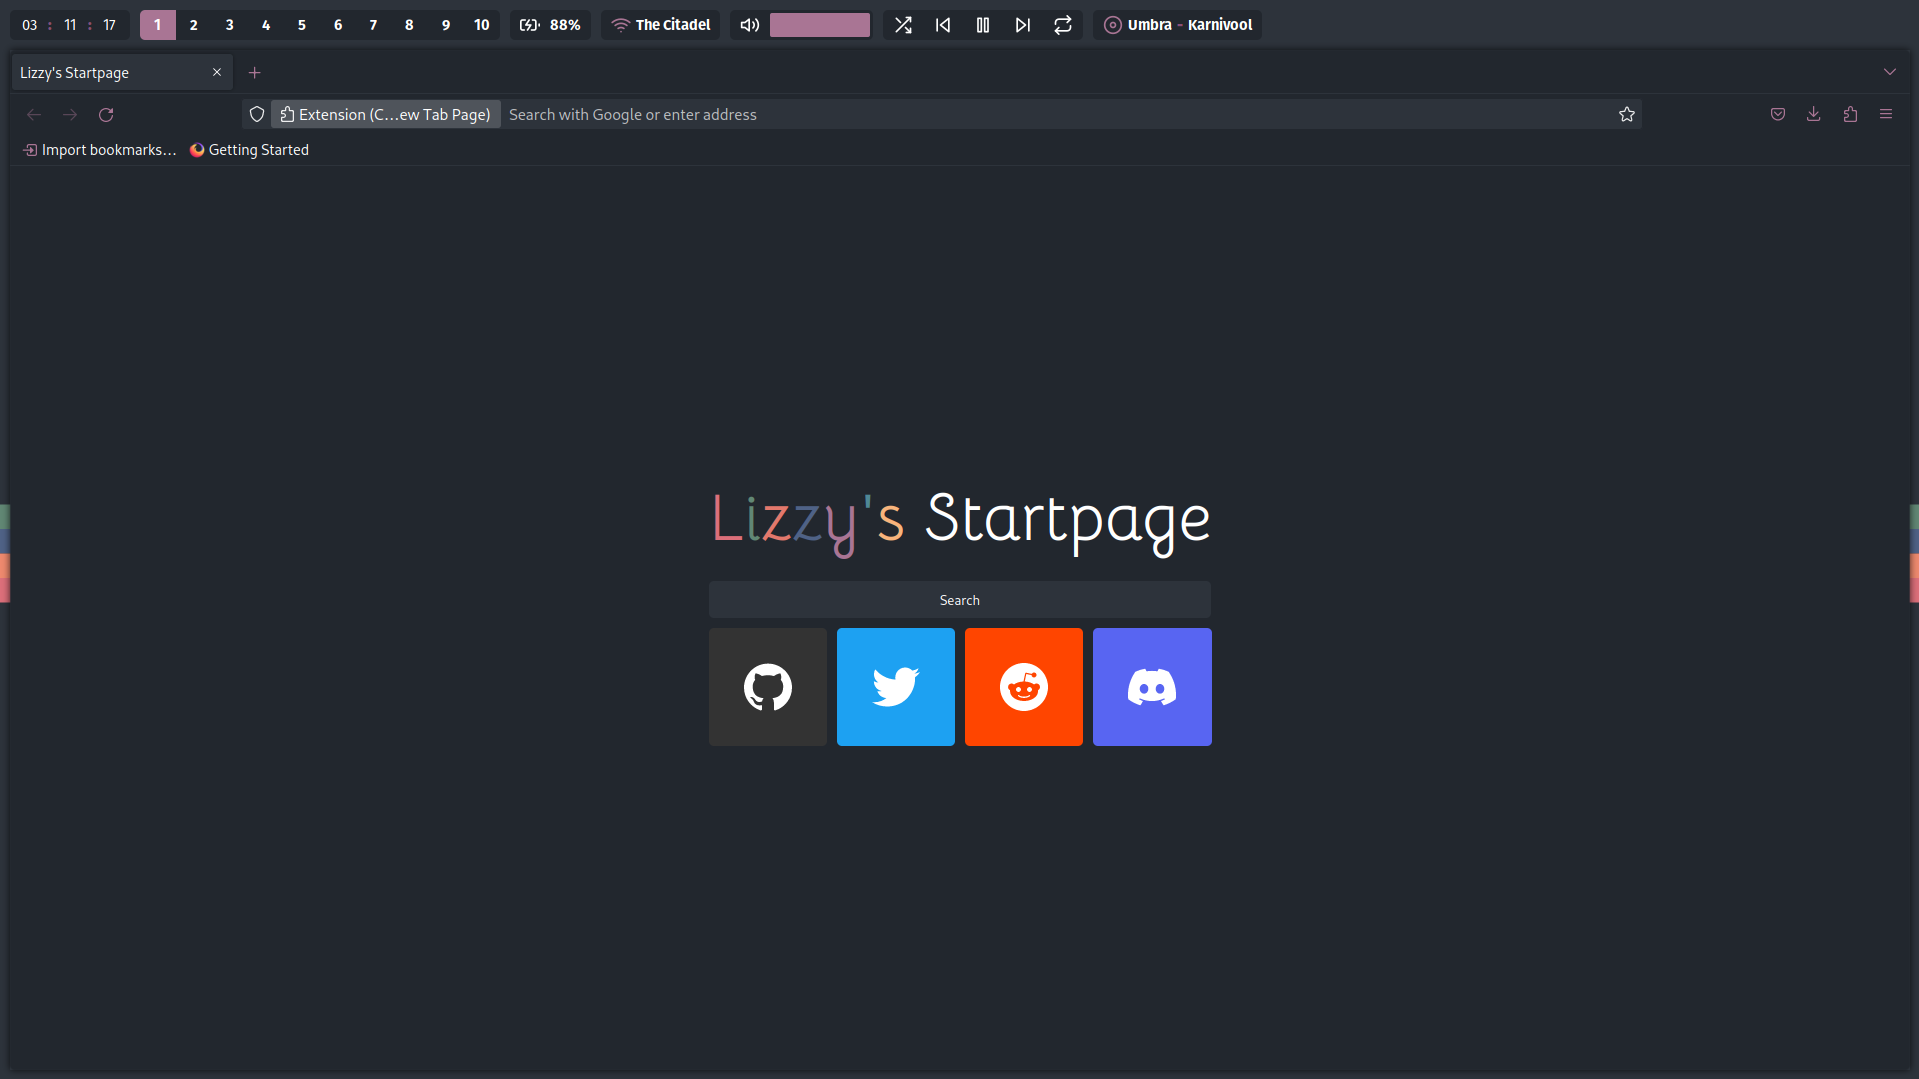 03 : 11 : 17 1 2 3 4 5 6 7 8 9 10 88% The Citadel Umbra - Karnivool
Lizzy's Startpage
Extension (C...ew Tab Page) Search with Google or enter address
Import bookmarks... Getting Started
Lizzy's Startpage
Search